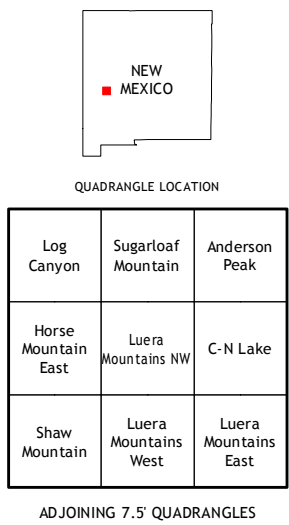 NEW
MEXICO
QUADRANGLE LOCATION
Log
Canyon
Sugarloaf
Mountain
Anderson
Peak
Horse
Mountain
East
Luera
Mountains NW
C-N Lake
Shaw
Mountain
Luera
Mountains
West
Luera
Mountains
East
ADJOINING 7.5' QUADRANGLES